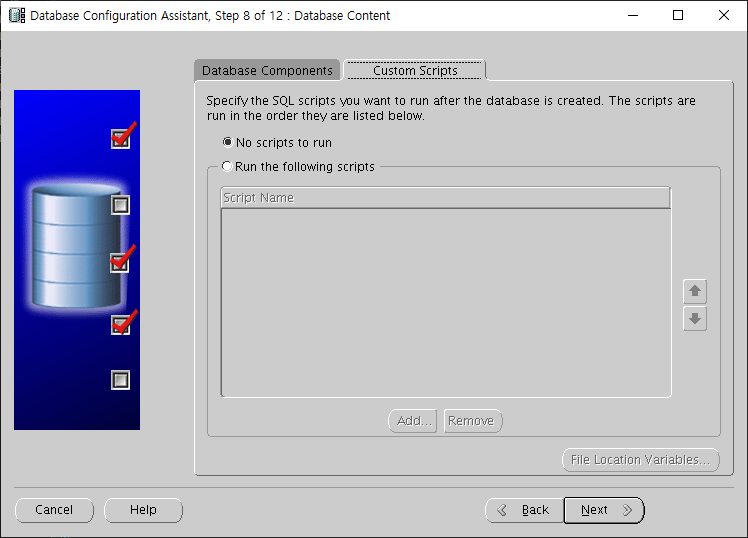 Database Configuration Assistant, Step 8 of 12 : Database Content
Database Components
Custom Scripts
Specify the SQL scripts you want to run after the database is created. The scripts are
run in the order they are listed below.
No scripts to run
Run the following scripts
Script Name
Add...
Remove
File Location Variables...
Cancel
Help
Back
Next